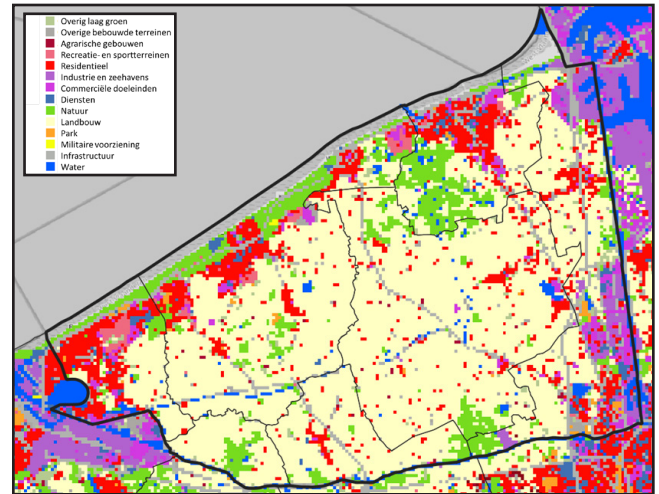 Overig laag groen
Overige bebouwde terreinen
Agrarische gebouwen
Recreatie- en sportterreinen
Residentieel
Industrie en zeehavens
Commerciële doeleinden
Diensten
Natuur
Landbouw
Park
Militaire voorziening
Infrastructuur
Water